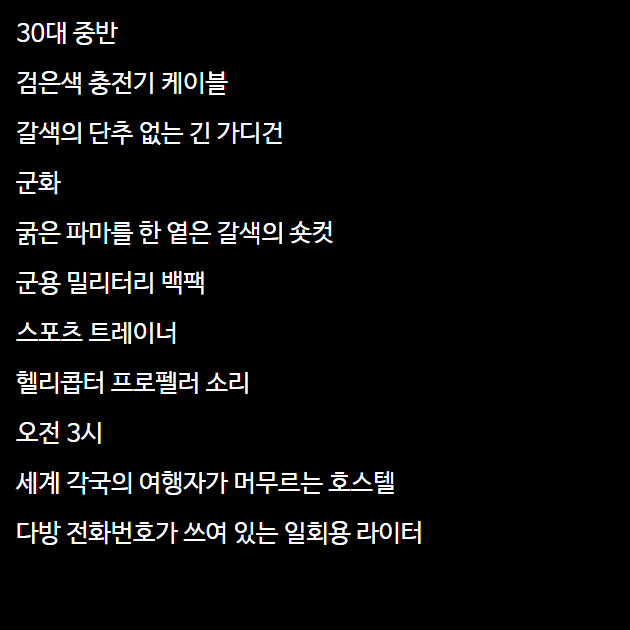 30대 중반
검은색 충전기 케이블
갈색의 단추 없는 긴 가디건
군화
굵은 파마를 한 옅은 갈색의 숏컷
군용 밀리터리 백팩
스포츠 트레이너
헬리콥터 프로펠러 소리
오전 3시
세계 각국의 여행자가 머무르는 호스텔
다방 전화번호가 쓰여 있는 일회용 라이터